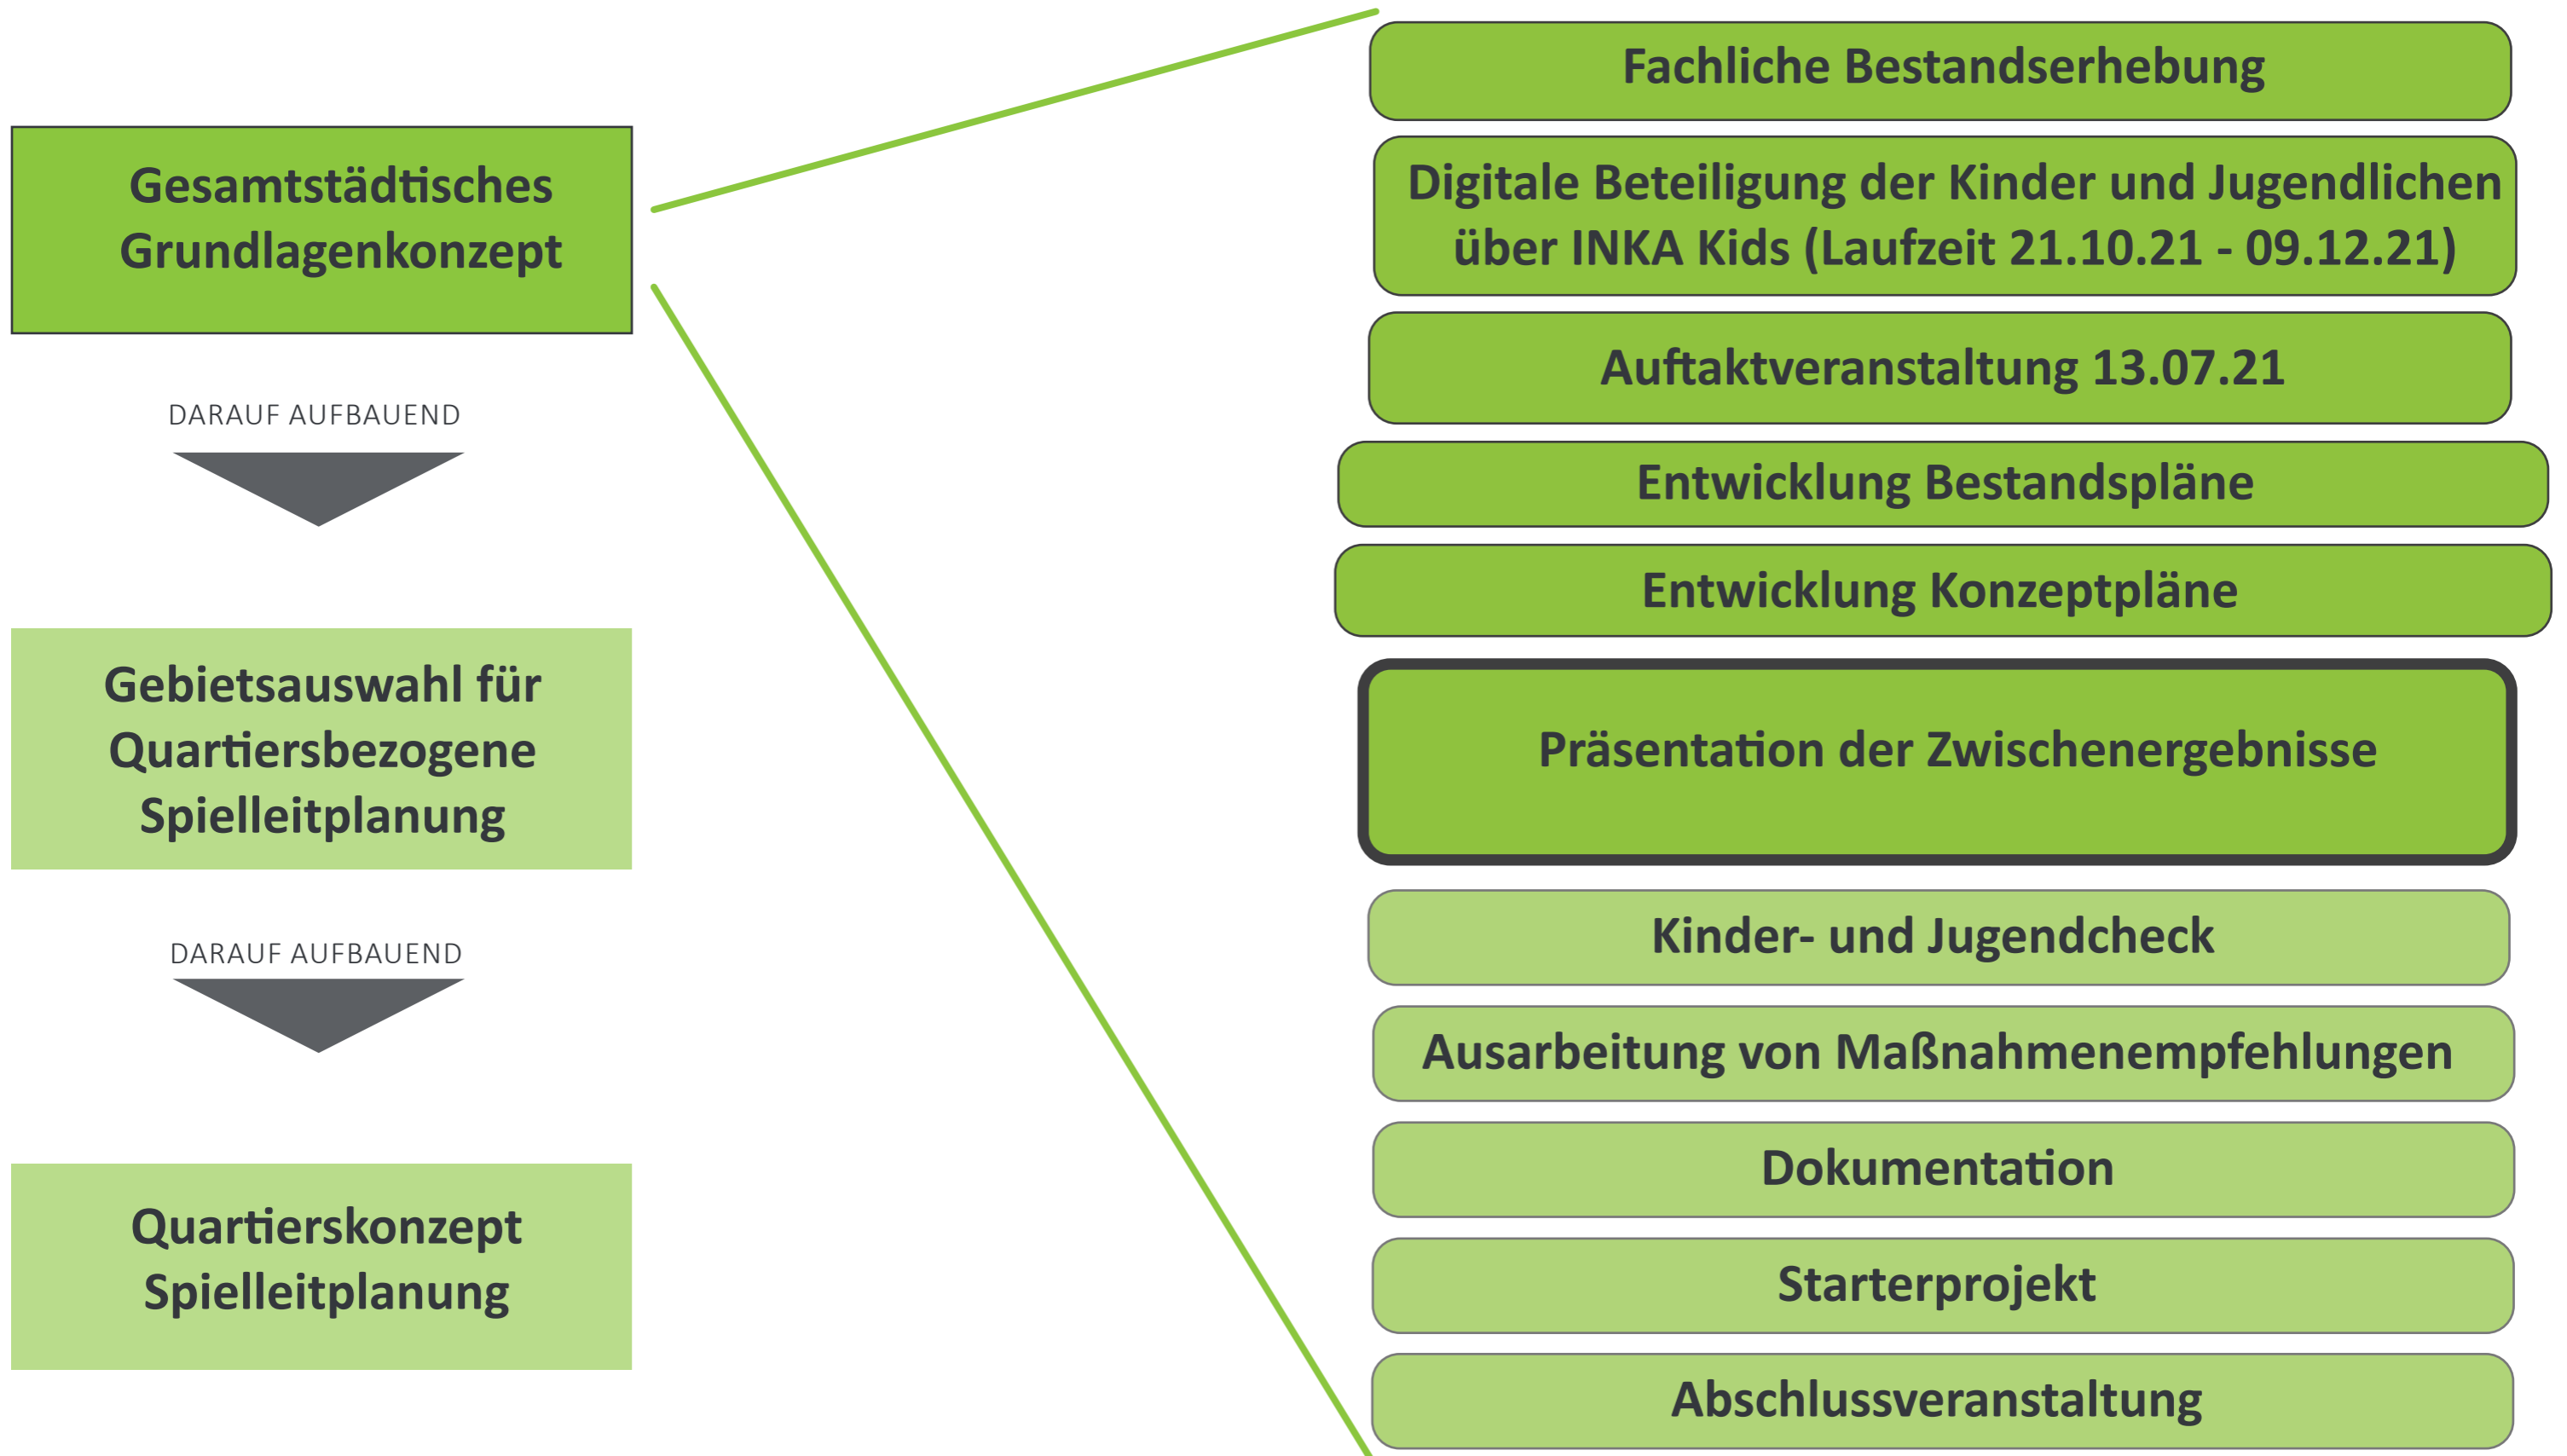 Gesamtstädtisches
Grundlagenkonzept
DARAUF AUFBAUEND
Gebietsauswahl für
Quartiersbezogene
Spielleitplanung
DARAUF AUFBAUEND
Quartierskonzept
Spielleitplanung
Fachliche Bestandserhebung
Digitale Beteiligung der Kinder und Jugendlichen
über INKA Kids (Laufzeit 21.10.21 - 09.12.21)
Auftaktveranstaltung 13.07.21
Entwicklung Bestandspläne
Entwicklung Konzeptpläne
Präsentation der Zwischenergebnisse
Kinder- und Jugendcheck
Ausarbeitung von Maßnahmenempfehlungen
Dokumentation
Starterprojekt
Abschlussveranstaltung